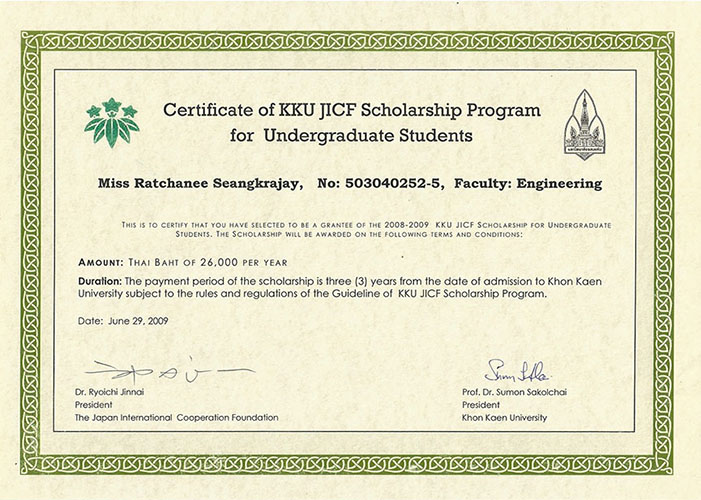 Certificate of KKU JICF Scholarship Program
for Undergraduate Students
Miss Ratchanee Seangkrajay, No: 503040252-5, Faculty: Engineering
THIS IS TO CERTIFY THAT YOU HAVE SELECTED TO BE A GRANTEE OF THE 2008-2009 KKU JICF SCHOLARSHIP FOR UNDERGRADUATE
STUDENTS. THE SCHOLARSHIP WILL BE AWARDED ON THE FOLLOWING TERMS AND CONDITIONS:
AMOUNT: THAI BAHT OF 26,000 PER YEAR
Duration: The payment period of the scholarship is three (3) years from the date of admission to Khon Kaen
University subject to the rules and regulations of the Guideline of KKU JICF Scholarship Program.
Date: June 29, 2009
Dr. Ryoichi Jinnai
President
The Japan International Cooperation Foundation
Prof. Dr. Sumon Sakolchai
President
Khon Kaen University